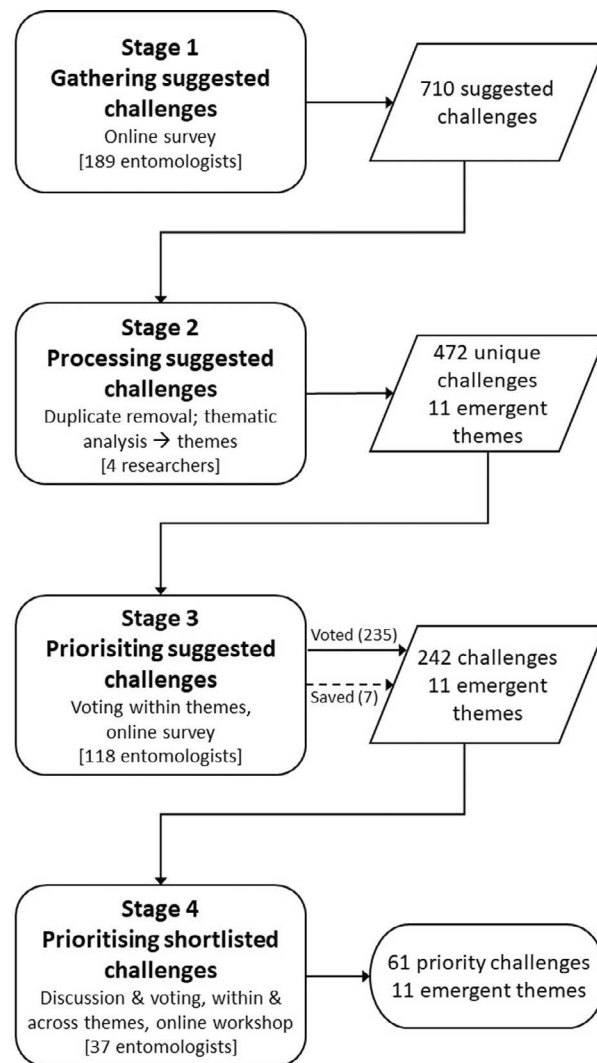 Stage 1
Gathering suggested
challenges
Online survey
[189 entomologists]
710 suggested
challenges
Stage 2
Processing suggested
challenges
Duplicate removal; thematic
analysis → themes
[4 researchers]
472 unique
challenges
11 emergent
themes
Stage 3
Priorisiting suggested
challenges
Voting within themes,
online survey
[118 entomologists]
Voted (235)
Saved (7)
242 challenges
11 emergent
themes
Stage 4
Prioritising shortlisted
challenges
Discussion & voting, within &
across themes, online workshop
[37 entomologists]
61 priority challenges
11 emergent themes